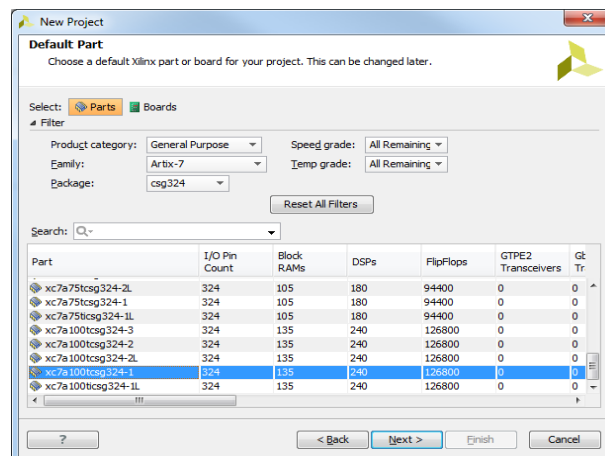 New Project
Default Part
Choose a default Xilinx part or board for your project. This can be changed later.
Select: Parts Boards
Filter
Product category: General Purpose Speed grade: All Remaining
Family: Artix-7 Temp grade: All Remaining
Package: csg324
Reset All Filters
Search:
Part I/O Pin Count Block RAMs DSPs FlipFlops GTPE2 Transceivers Gb Tr
xc7a75tcsg324-2L 324 105 180 94400 0 0
xc7a75tcsg324-1 324 105 180 94400 0 0
xc7a75ticsg324-1L 324 105 180 94400 0 0
xc7a100tcsg324-3 324 135 240 126800 0 0
xc7a100tcsg324-2 324 135 240 126800 0 0
xc7a100tcsg324-2L 324 135 240 126800 0 0
xc7a100tcsg324-1 324 135 240 126800 0 0
xc7a100ticsg324-1L 324 135 240 126800 0 0
? < Back Next > Finish Cancel